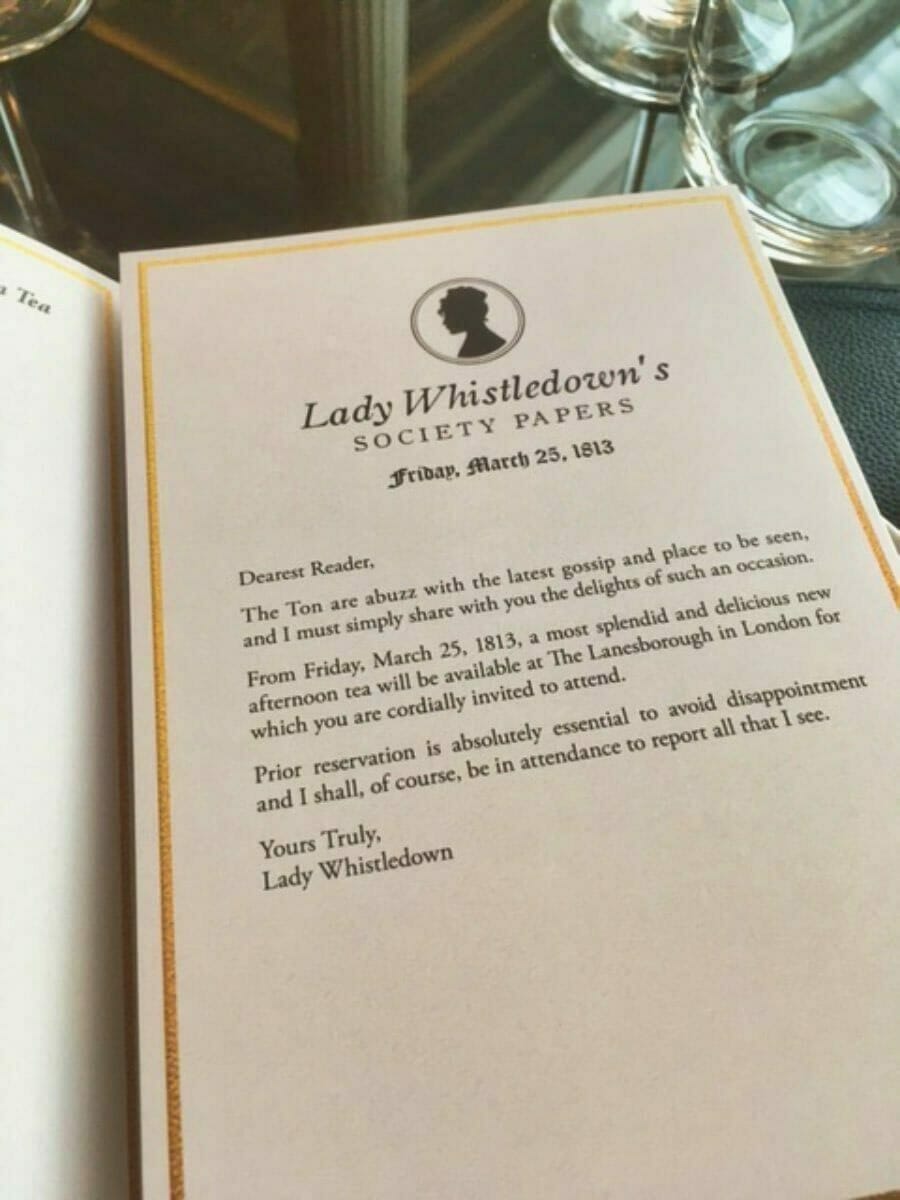 Tea
Lady Whistledown's
SOCIETY PAPERS
Friday, March 25, 1813
Dearest Reader,
The Ton are abuzz with the latest gossip and place to be seen,
and I must simply share with you the delights of such an occasion.
From Friday, March 25, 1813, a most splendid and delicious new
afternoon tea will be available at The Lanesborough in London for
which you are cordially invited to attend.
Prior reservation is absolutely essential to avoid disappointment
and I shall, of course, be in attendance to report all that I see.
Yours Truly,
Lady Whistledown